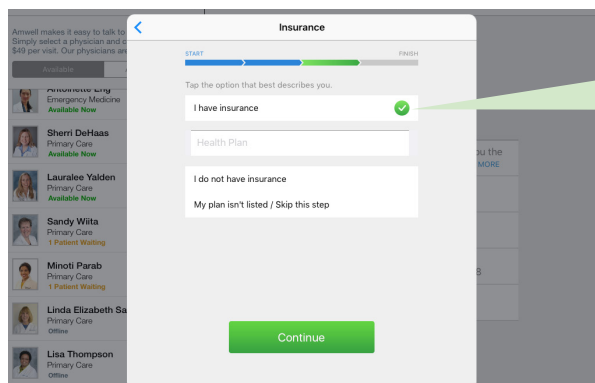 Amwell makes it easy to talk to
Simply select a physician and c
$49 per visit. Our physicians are
Available
Antoinette Eng
Emergency Medicine
Available Now
Sherri DeHaas
Primary Care
Available Now
Lauralee Yalden
Primary Care
Available Now
Sandy Wiita
Primary Care
1 Patient Waiting
Minoti Parab
Primary Care
1 Patient Waiting
Linda Elizabeth Sa
Primary Care
Offline
Lisa Thompson
Primary Care
Offline
Insurance
START FINISH
Tap the option that best describes you.
I have insurance
Health Plan
I do not have insurance
My plan isn't listed / Skip this step
Continue
ou the
MORE
8